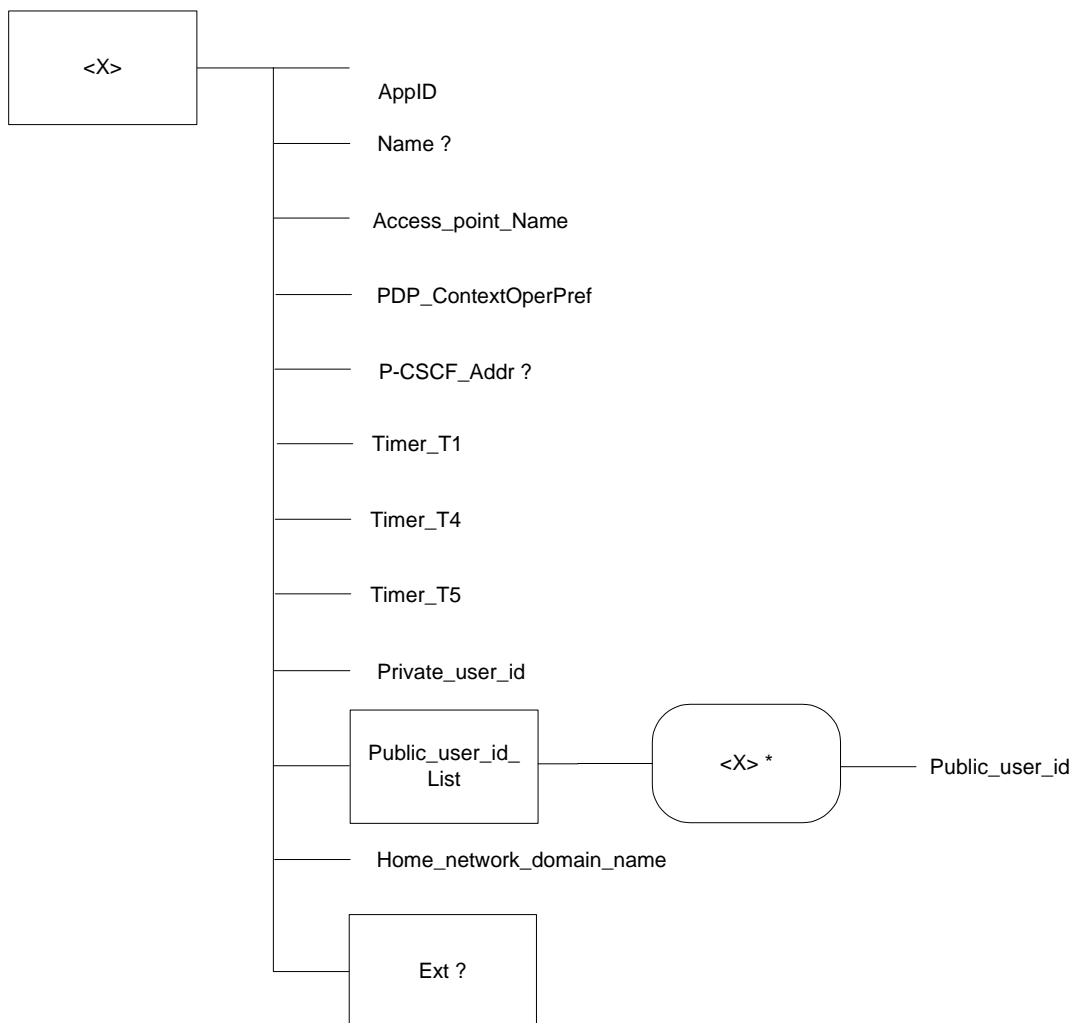 <X>
AppID
Name ?
Access_point_Name
PDP_ContextOperPref
P-CSCF_Addr ?
Timer_T1
Timer_T4
Timer_T5
Private_user_id
Public_user_id_
List
<X> *
Public_user_id
Home_network_domain_name
Ext ?